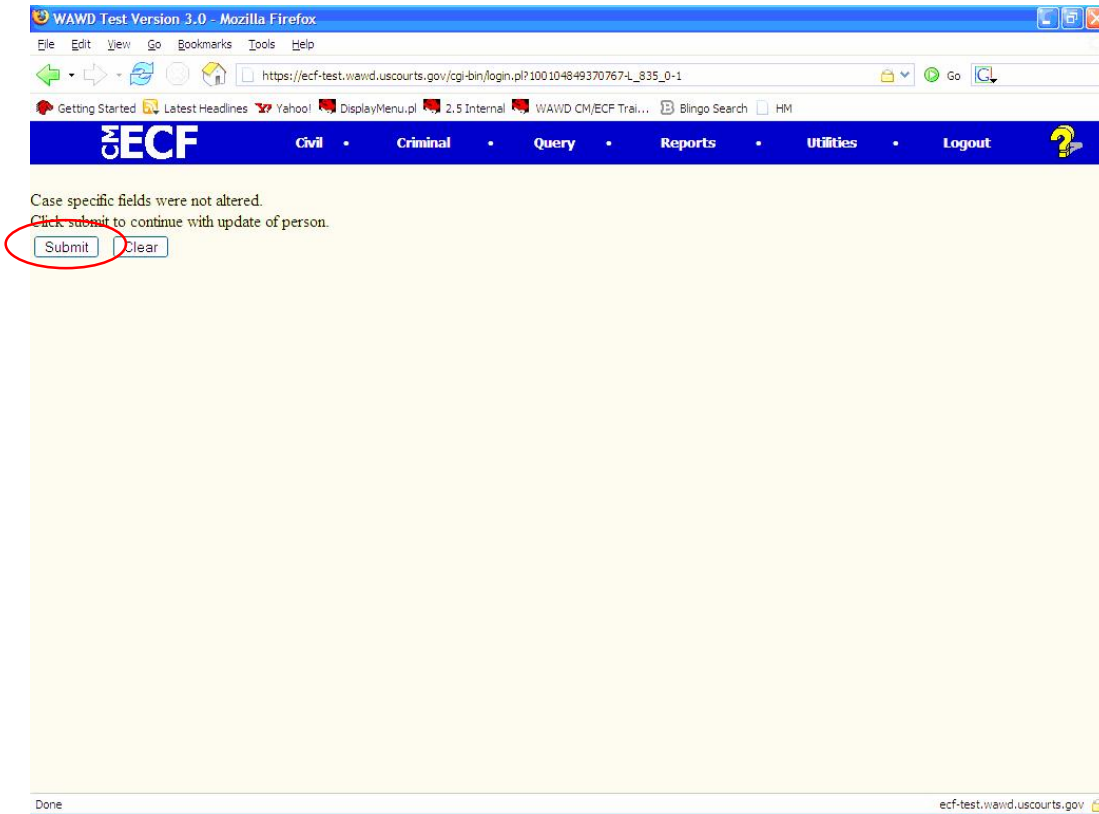 WAWD Test Version 3.0 - Mozilla Firefox
File Edit View Go Bookmarks Tools Help
https://ecf-test.wawd.uscourts.gov/cgi-bin/login.pl?100104849370767-L_835_0-1 Go G
Getting Started Latest Headlines Yahoo! DisplayMenu.pl 2.5 Internal WAWD CM/ECF Trai... Blingo Search HM
CM ECF Civil • Criminal • Query • Reports • Utilities • Logout ?
Case specific fields were not altered.
Click submit to continue with update of person.
Submit Clear
Done ecf-test.wawd.uscourts.gov